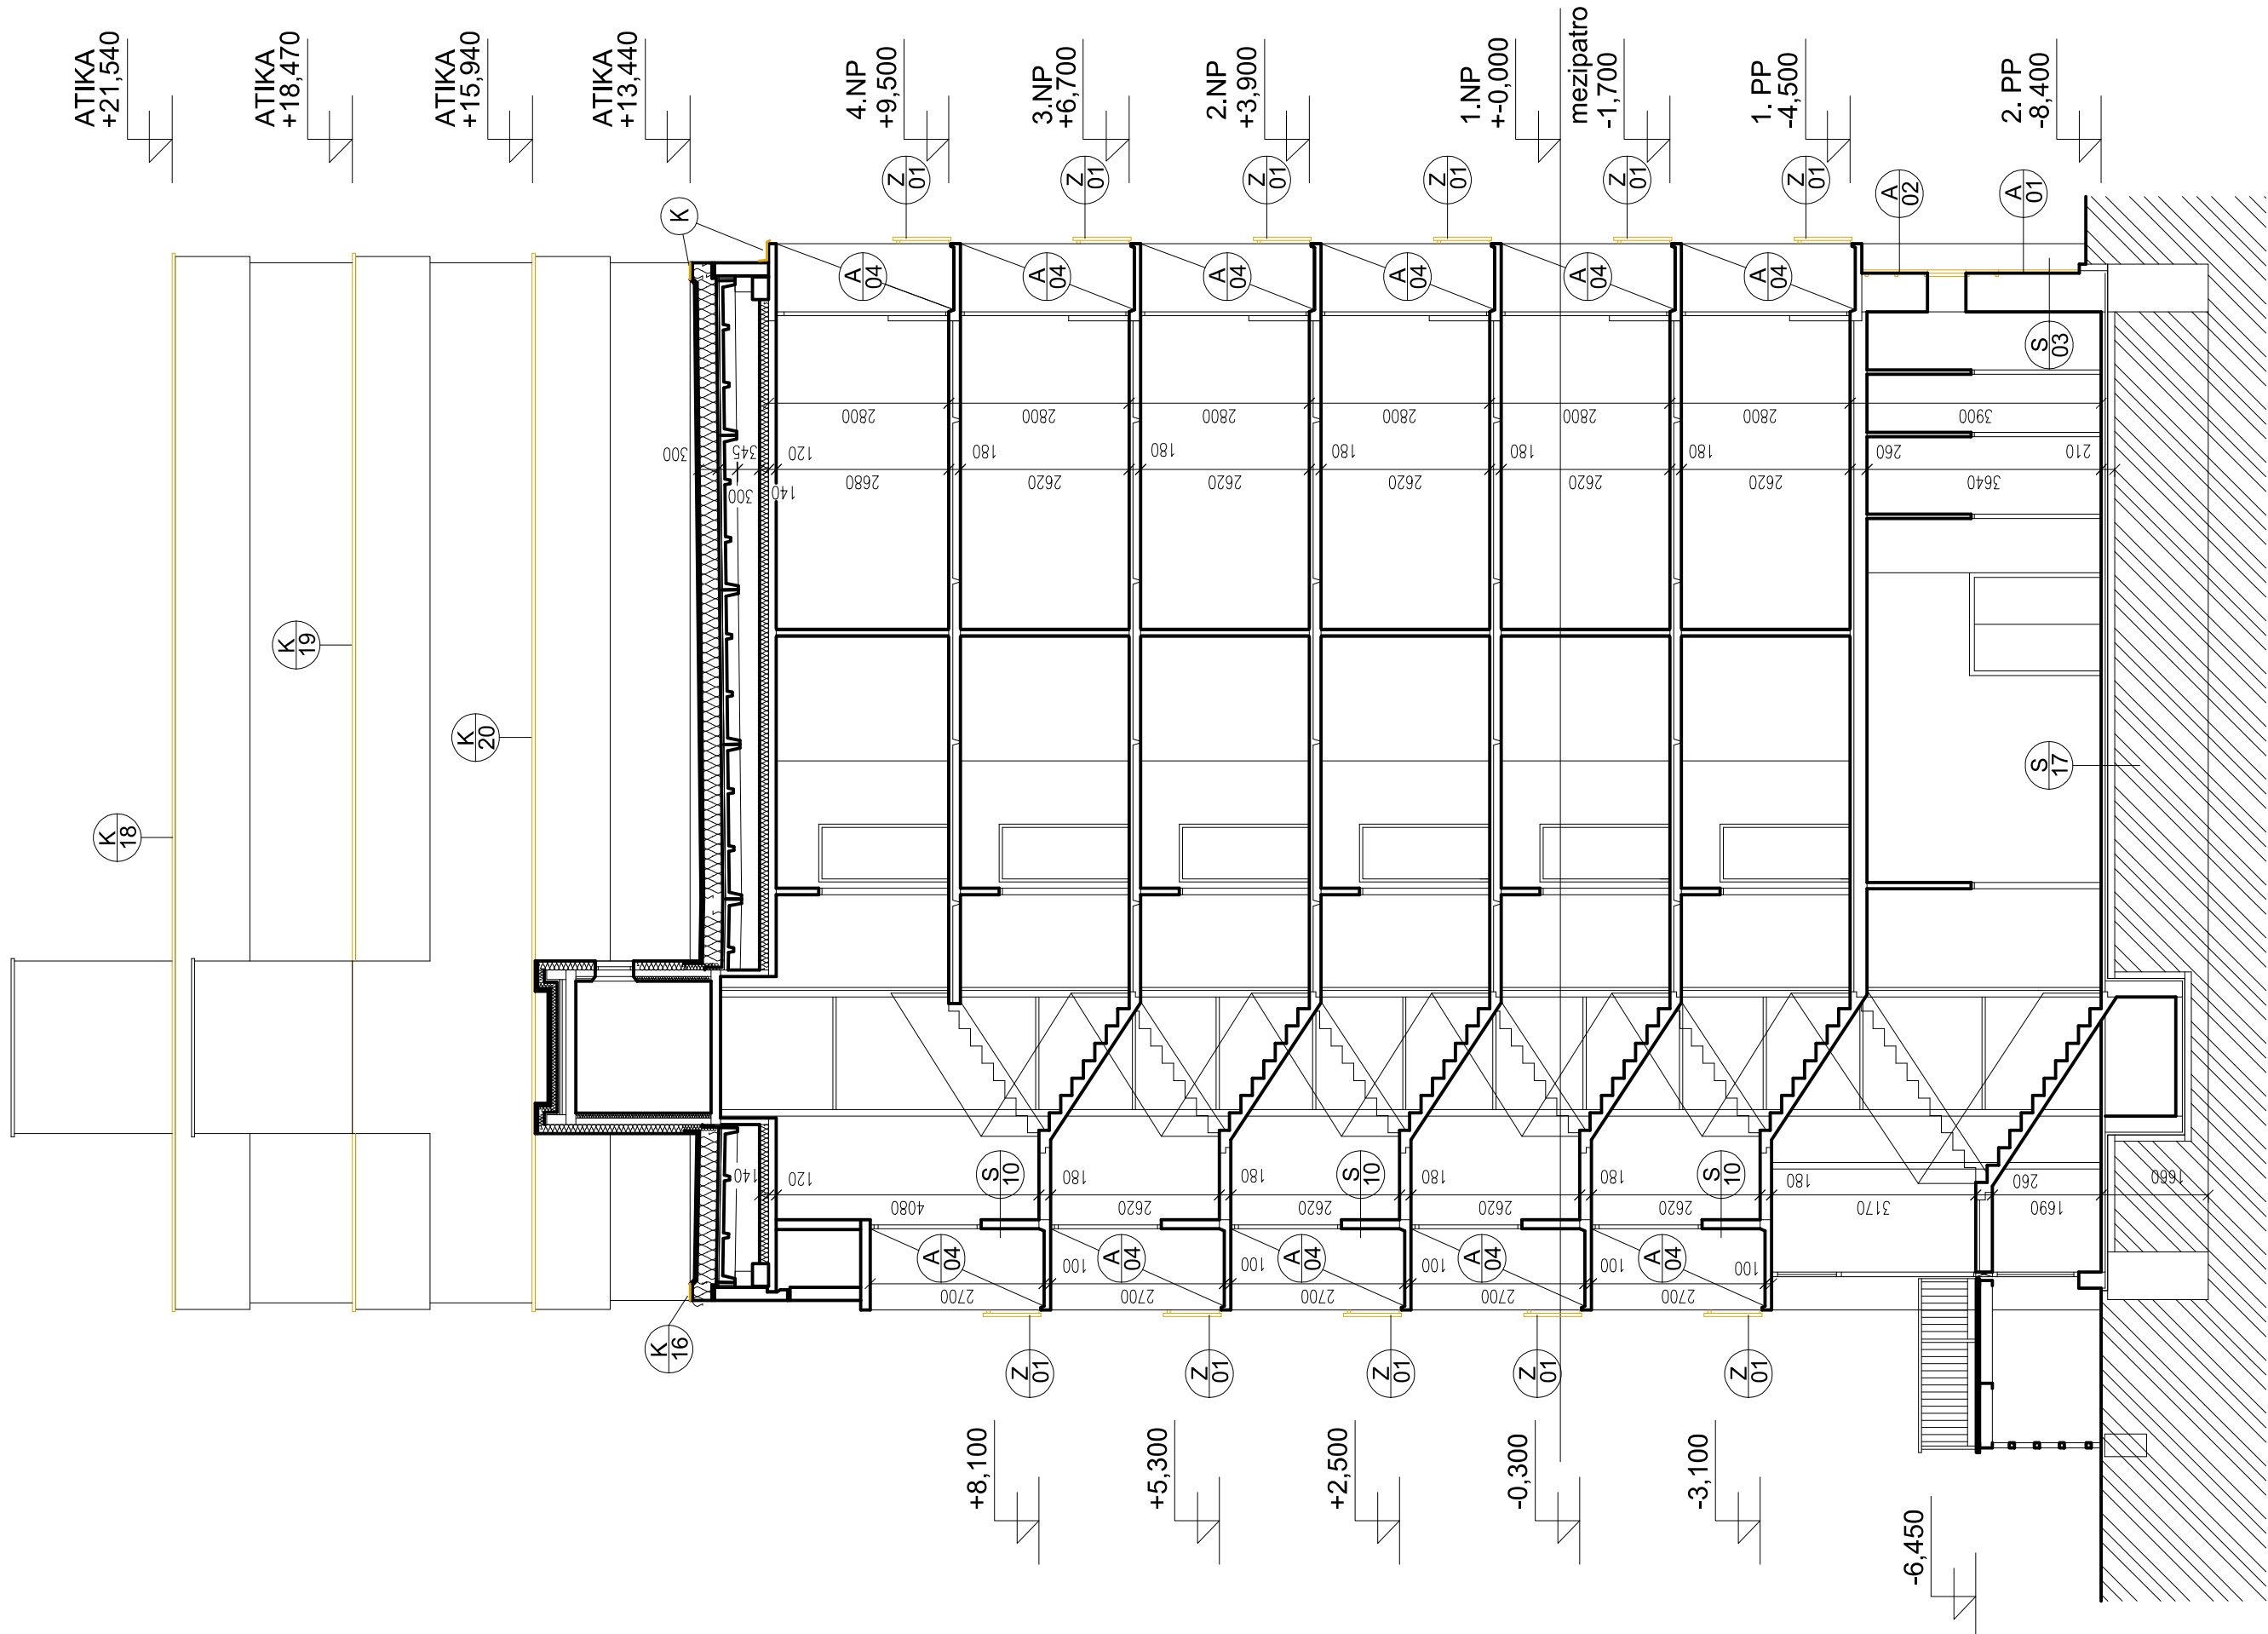 ATIKA
+21,540
ATIKA
+18,470
ATIKA
+15,940
ATIKA
+13,440
4.NP
+9,500
3.NP
+6,700
2.NP
+3,900
1.NP
+-0,000
mezipatro
-1,700
1. PP
-4,500
2. PP
-8,400
Z
01
Z
01
Z
01
Z
01
Z
01
Z
01
A
02
A
01
K
A
04
A
04
A
04
A
04
A
04
A
04
S
03
2800
2800
2800
2800
2800
2800
3900
300
345
120
180
180
180
180
180
260
210
300
140
2680
2620
2620
2620
2620
2620
3640
K
19
K
20
K
18
S
17
140
120
180
180
180
180
180
260
1660
S
10
S
10
S
10
4080
2620
2620
2620
2620
3170
1690
A
04
A
04
A
04
A
04
A
04
100
100
100
100
100
2700
2700
2700
2700
2700
K
16
Z
01
Z
01
Z
01
Z
01
Z
01
+8,100
+5,300
+2,500
-0,300
-3,100
-6,450